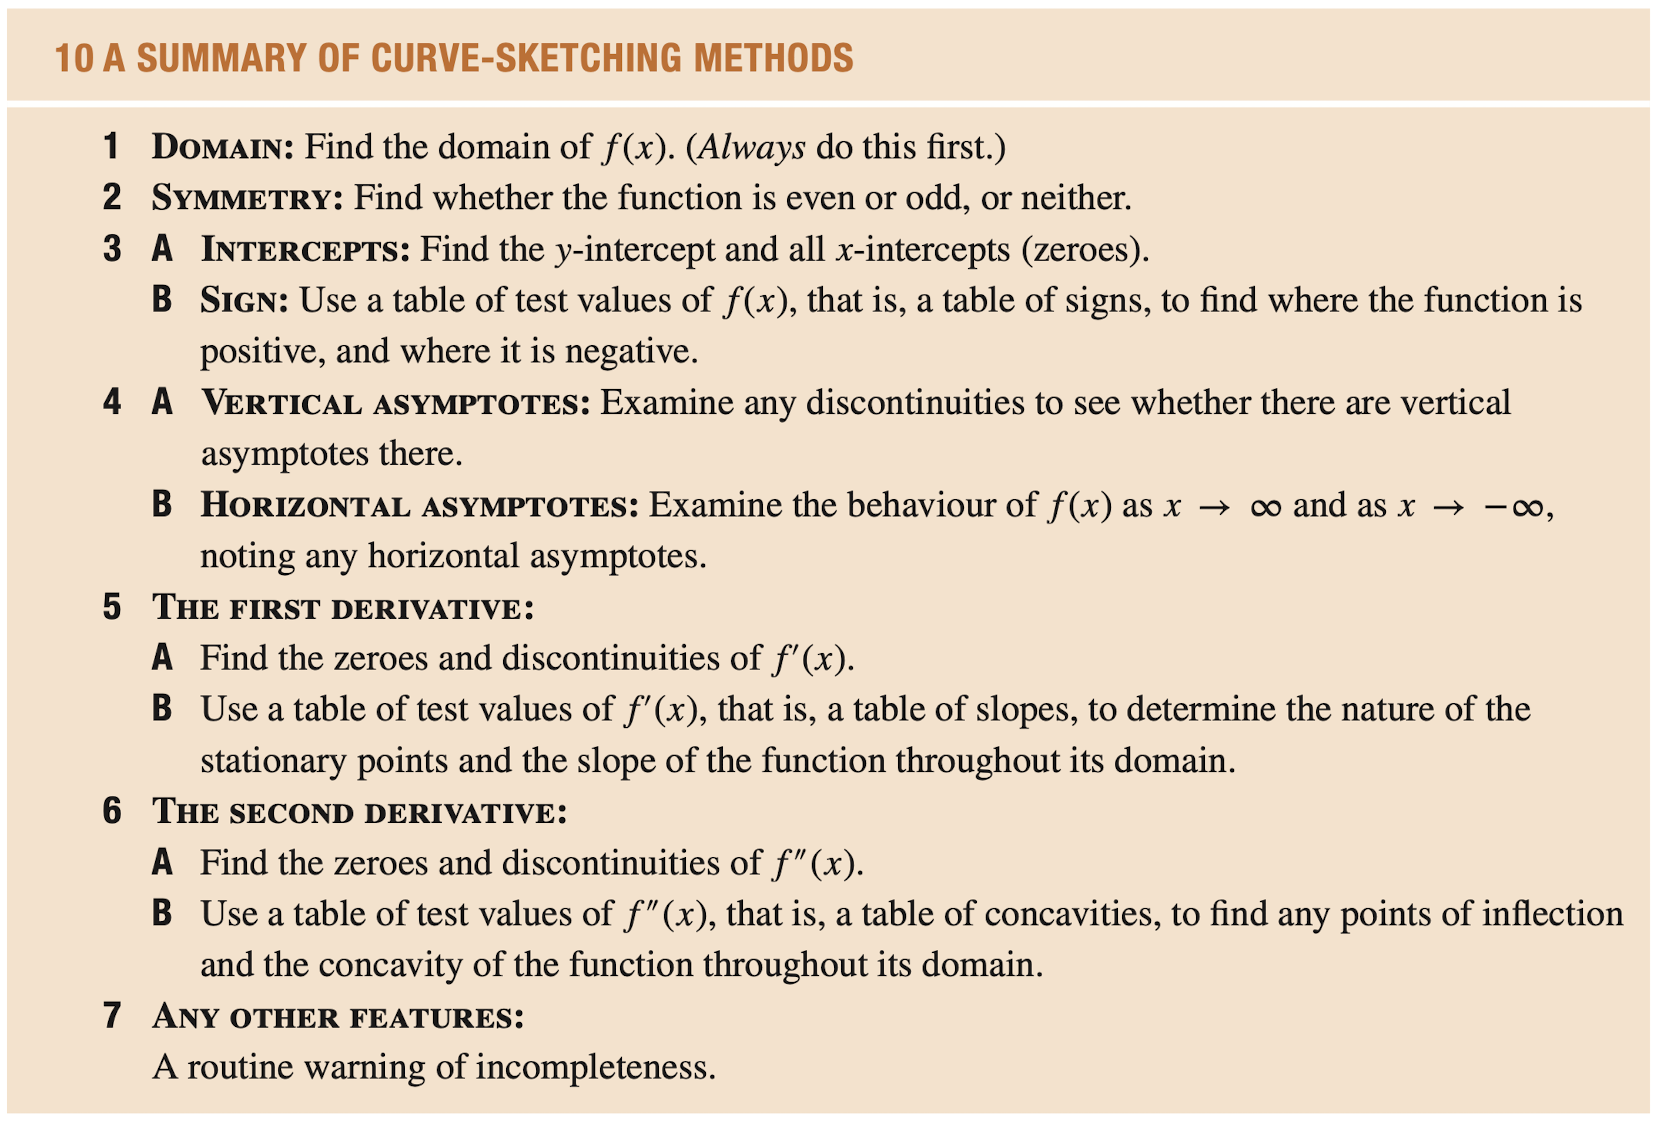 10 A SUMMARY OF CURVE-SKETCHING METHODS
1 DOMAIN: Find the domain of f(x). (Always do this first.)
2 SYMMETRY: Find whether the function is even or odd, or neither.
3 A INTERCEPTS: Find the y-intercept and all x-intercepts (zeroes).
B SIGN: Use a table of test values of f(x), that is, a table of signs, to find where the function is
positive, and where it is negative.
4 A VERTICAL ASYMPTOTES: Examine any discontinuities to see whether there are vertical
asymptotes there.
B HORIZONTAL ASYMPTOTES: Examine the behaviour of f(x) as x → ∞ and as x → −∞,
noting any horizontal asymptotes.
5 THE FIRST DERIVATIVE:
A Find the zeroes and discontinuities of f′(x).
B Use a table of test values of f′(x), that is, a table of slopes, to determine the nature of the
stationary points and the slope of the function throughout its domain.
6 THE SECOND DERIVATIVE:
A Find the zeroes and discontinuities of f″(x).
B Use a table of test values of f″(x), that is, a table of concavities, to find any points of inflection
and the concavity of the function throughout its domain.
7 ANY OTHER FEATURES:
A routine warning of incompleteness.